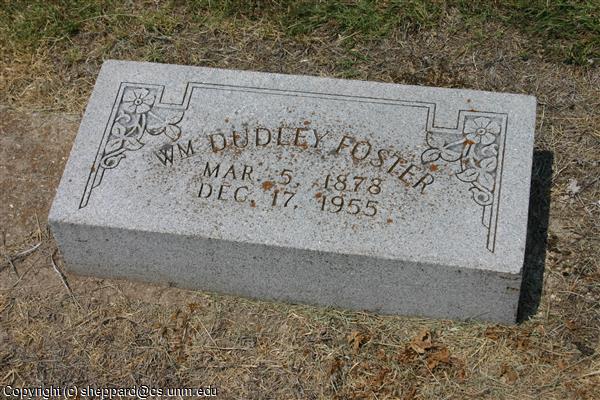 WM DUDLEY FOSTER
MAR. 5, 1878
DEC. 17, 1955
Copyright (c) sheppard@cs.unm.edu